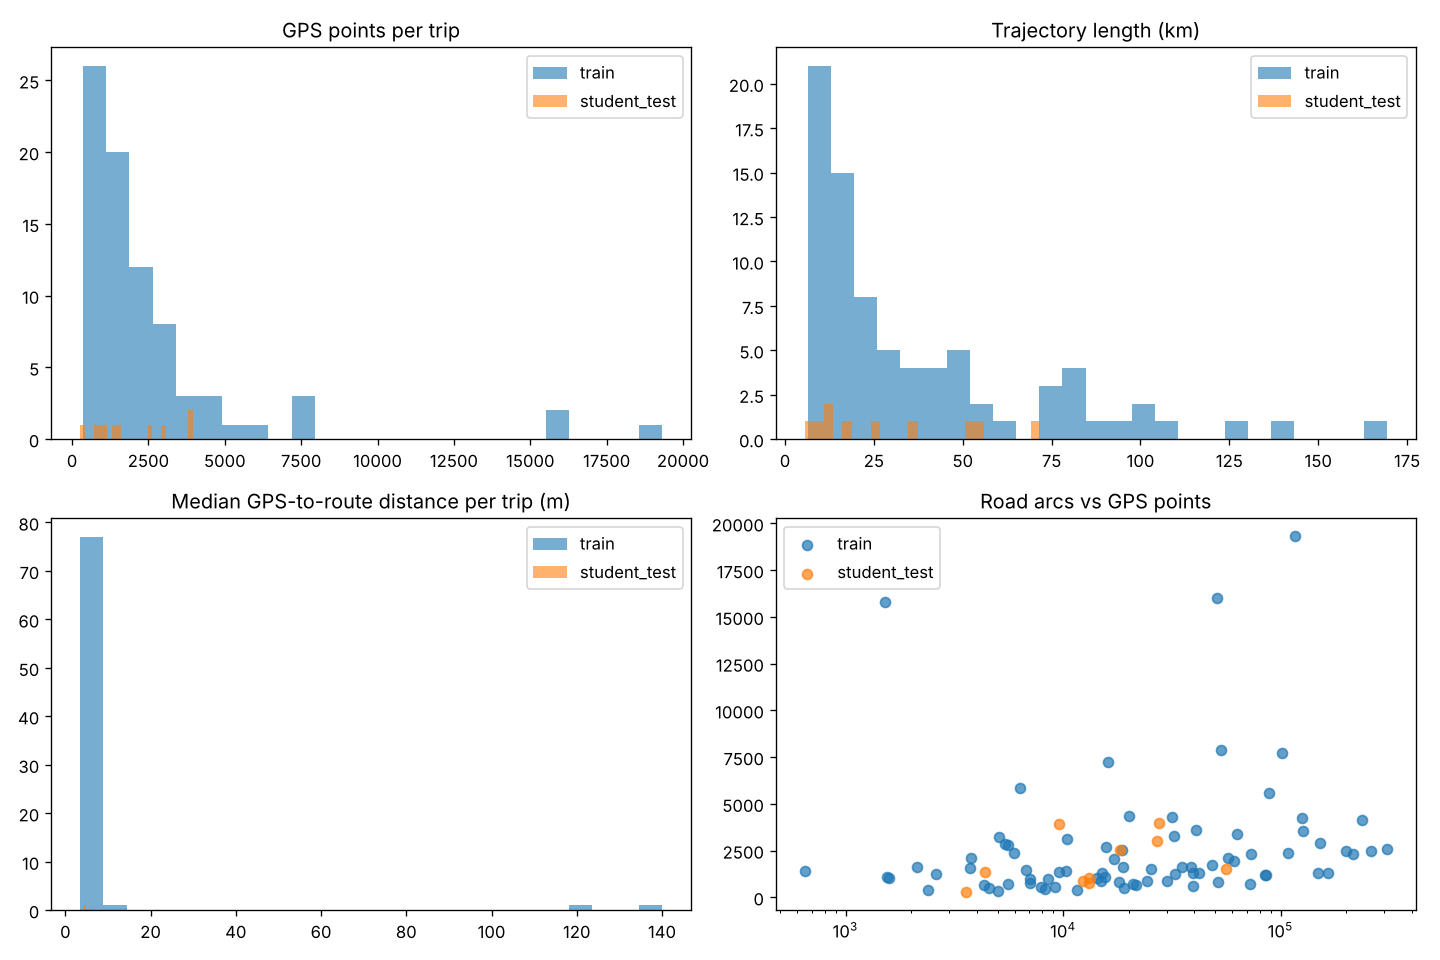 GPS points per trip
25
20
15
10
5
0
train
student_test
0 2500 5000 7500 10000 12500 15000 17500 20000
Trajectory length (km)
20.0
17.5
15.0
12.5
10.0
7.5
5.0
2.5
0.0
train
student_test
0 25 50 75 100 125 150 175
Median GPS-to-route distance per trip (m)
80
70
60
50
40
30
20
10
0
train
student_test
0 20 40 60 80 100 120 140
Road arcs vs GPS points
20000
17500
15000
12500
10000
7500
5000
2500
0
train
student_test
10³ 10⁴ 10⁵